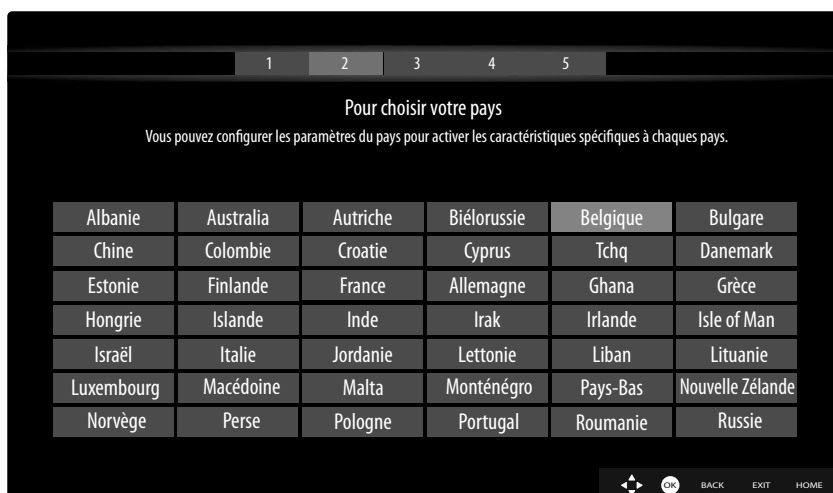 1 2 3 4 5
Pour choisir votre pays
Vous pouvez configurer les paramètres du pays pour activer les caractéristiques spécifiques à chaques pays.
Albanie Australia Autriche Biélorussie Belgique Bulgare
Chine Colombie Croatie Cyprus Tchq Danemark
Estonie Finlande France Allemagne Ghana Grèce
Hongrie Islande Inde Irak Irlande Isle of Man
Israël Italie Jordanie Lettonie Liban Lituanie
Luxembourg Macédoine Malta Monténégro Pays-Bas Nouvelle Zélande
Norvège Perse Pologne Portugal Roumanie Russie
OK BACK EXIT HOME